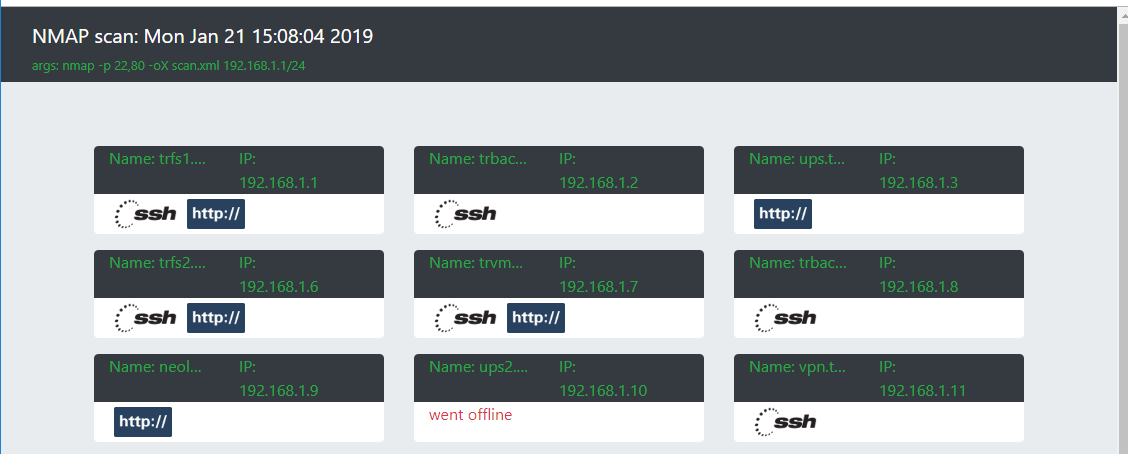 NMAP scan: Mon Jan 21 15:08:04 2019
args: nmap -p 22,80 -oX scan.xml 192.168.1.1/24
Name: trfs1.... IP:
192.168.1.1
ssh http://
Name: trbac... IP:
192.168.1.2
ssh
Name: ups.t... IP:
192.168.1.3
http://
Name: trfs2.... IP:
192.168.1.6
ssh http://
Name: trvm... IP:
192.168.1.7
ssh http://
Name: trbac... IP:
192.168.1.8
ssh
Name: neol... IP:
192.168.1.9
http://
Name: ups2.... IP:
192.168.1.10
went offline
Name: vpn.t... IP:
192.168.1.11
ssh